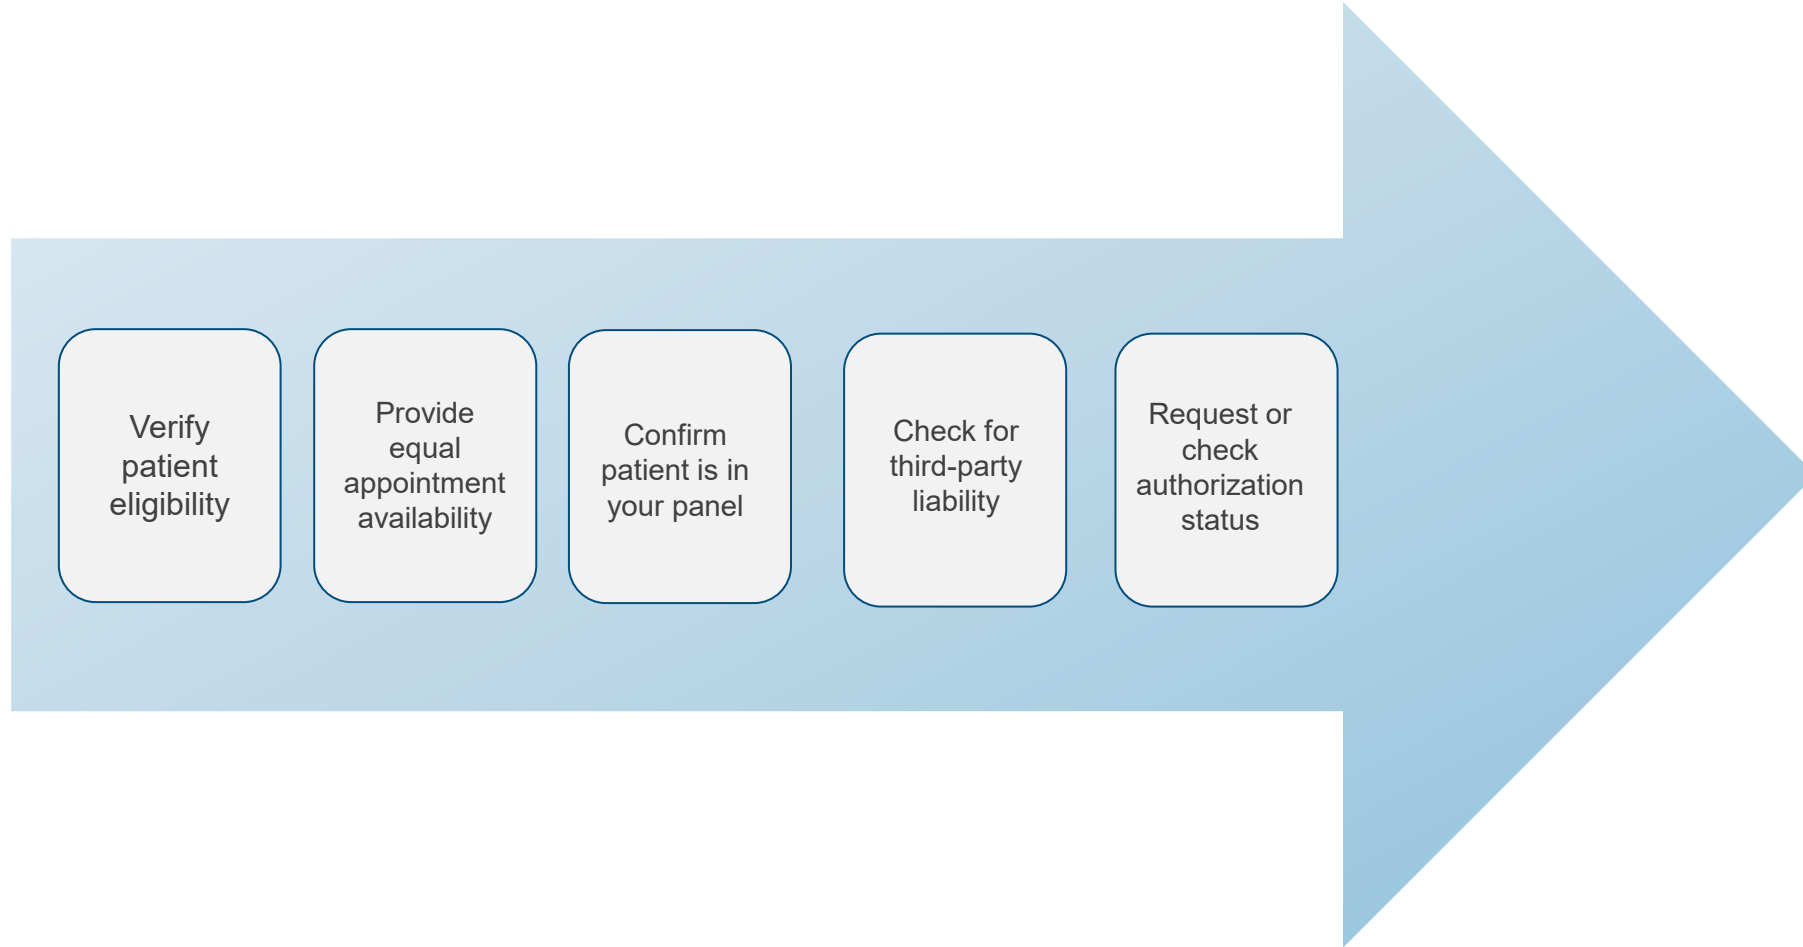 Verify
patient
eligibility
Provide
equal
appointment
availability
Confirm
patient is in
your panel
Check for
third-party
liability
Request or
check
authorization
status